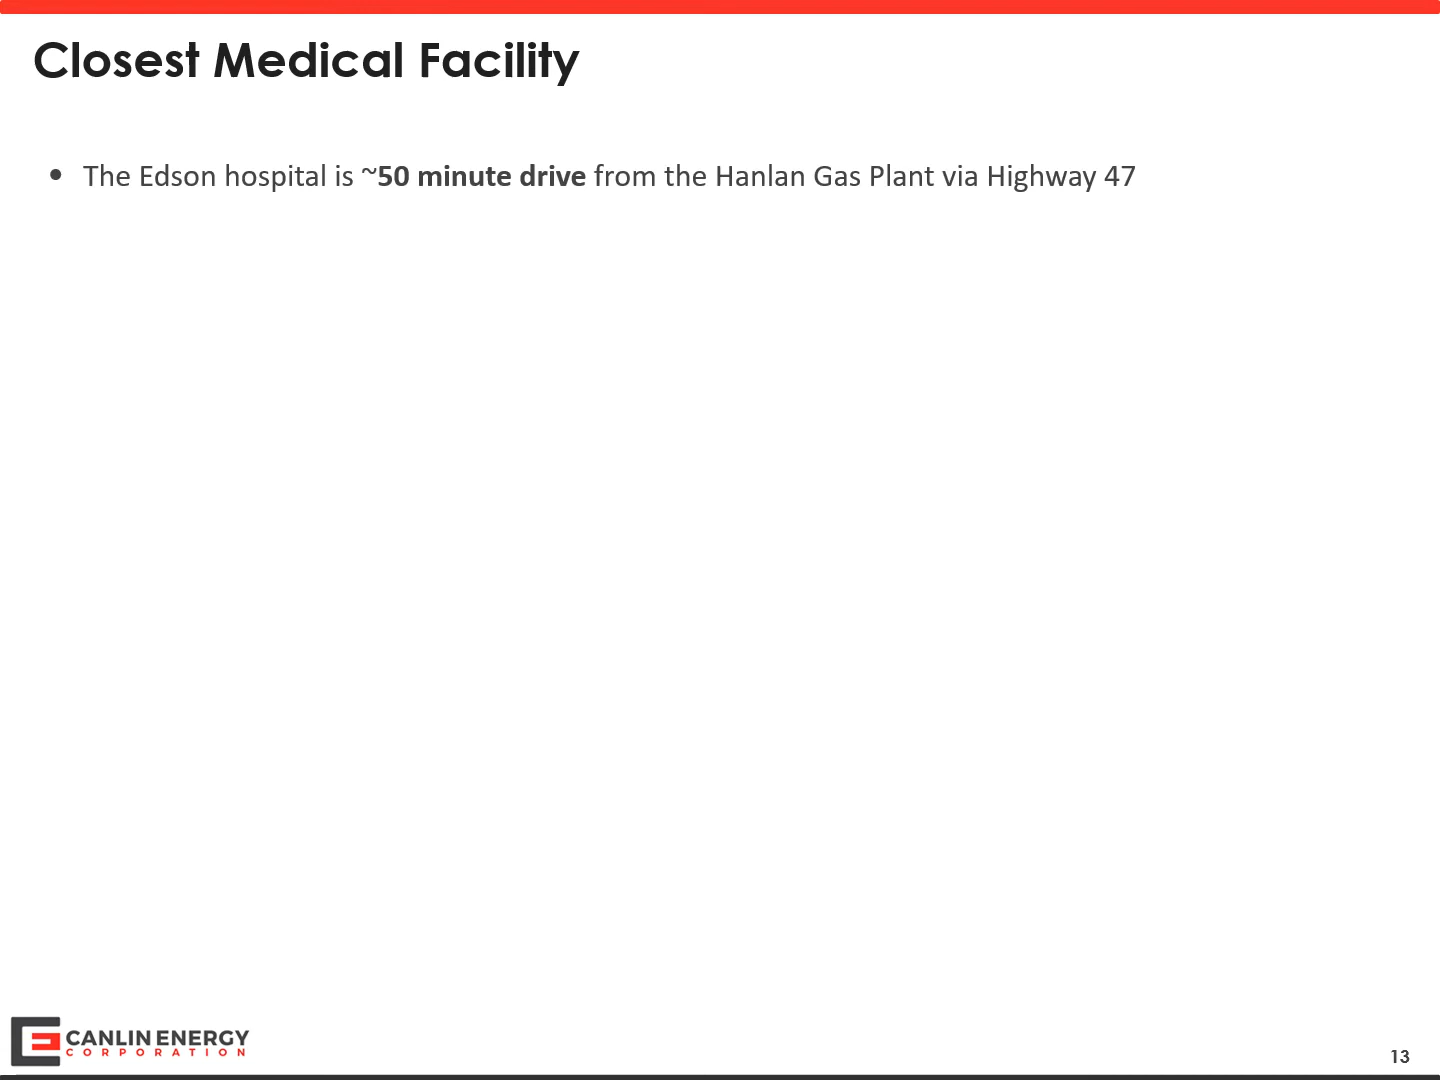 Closest Medical Facility
• The Edson hospital is ~50 minute drive from the Hanlan Gas Plant via Highway 47
CANLIN ENERGY
CORPORATION
13